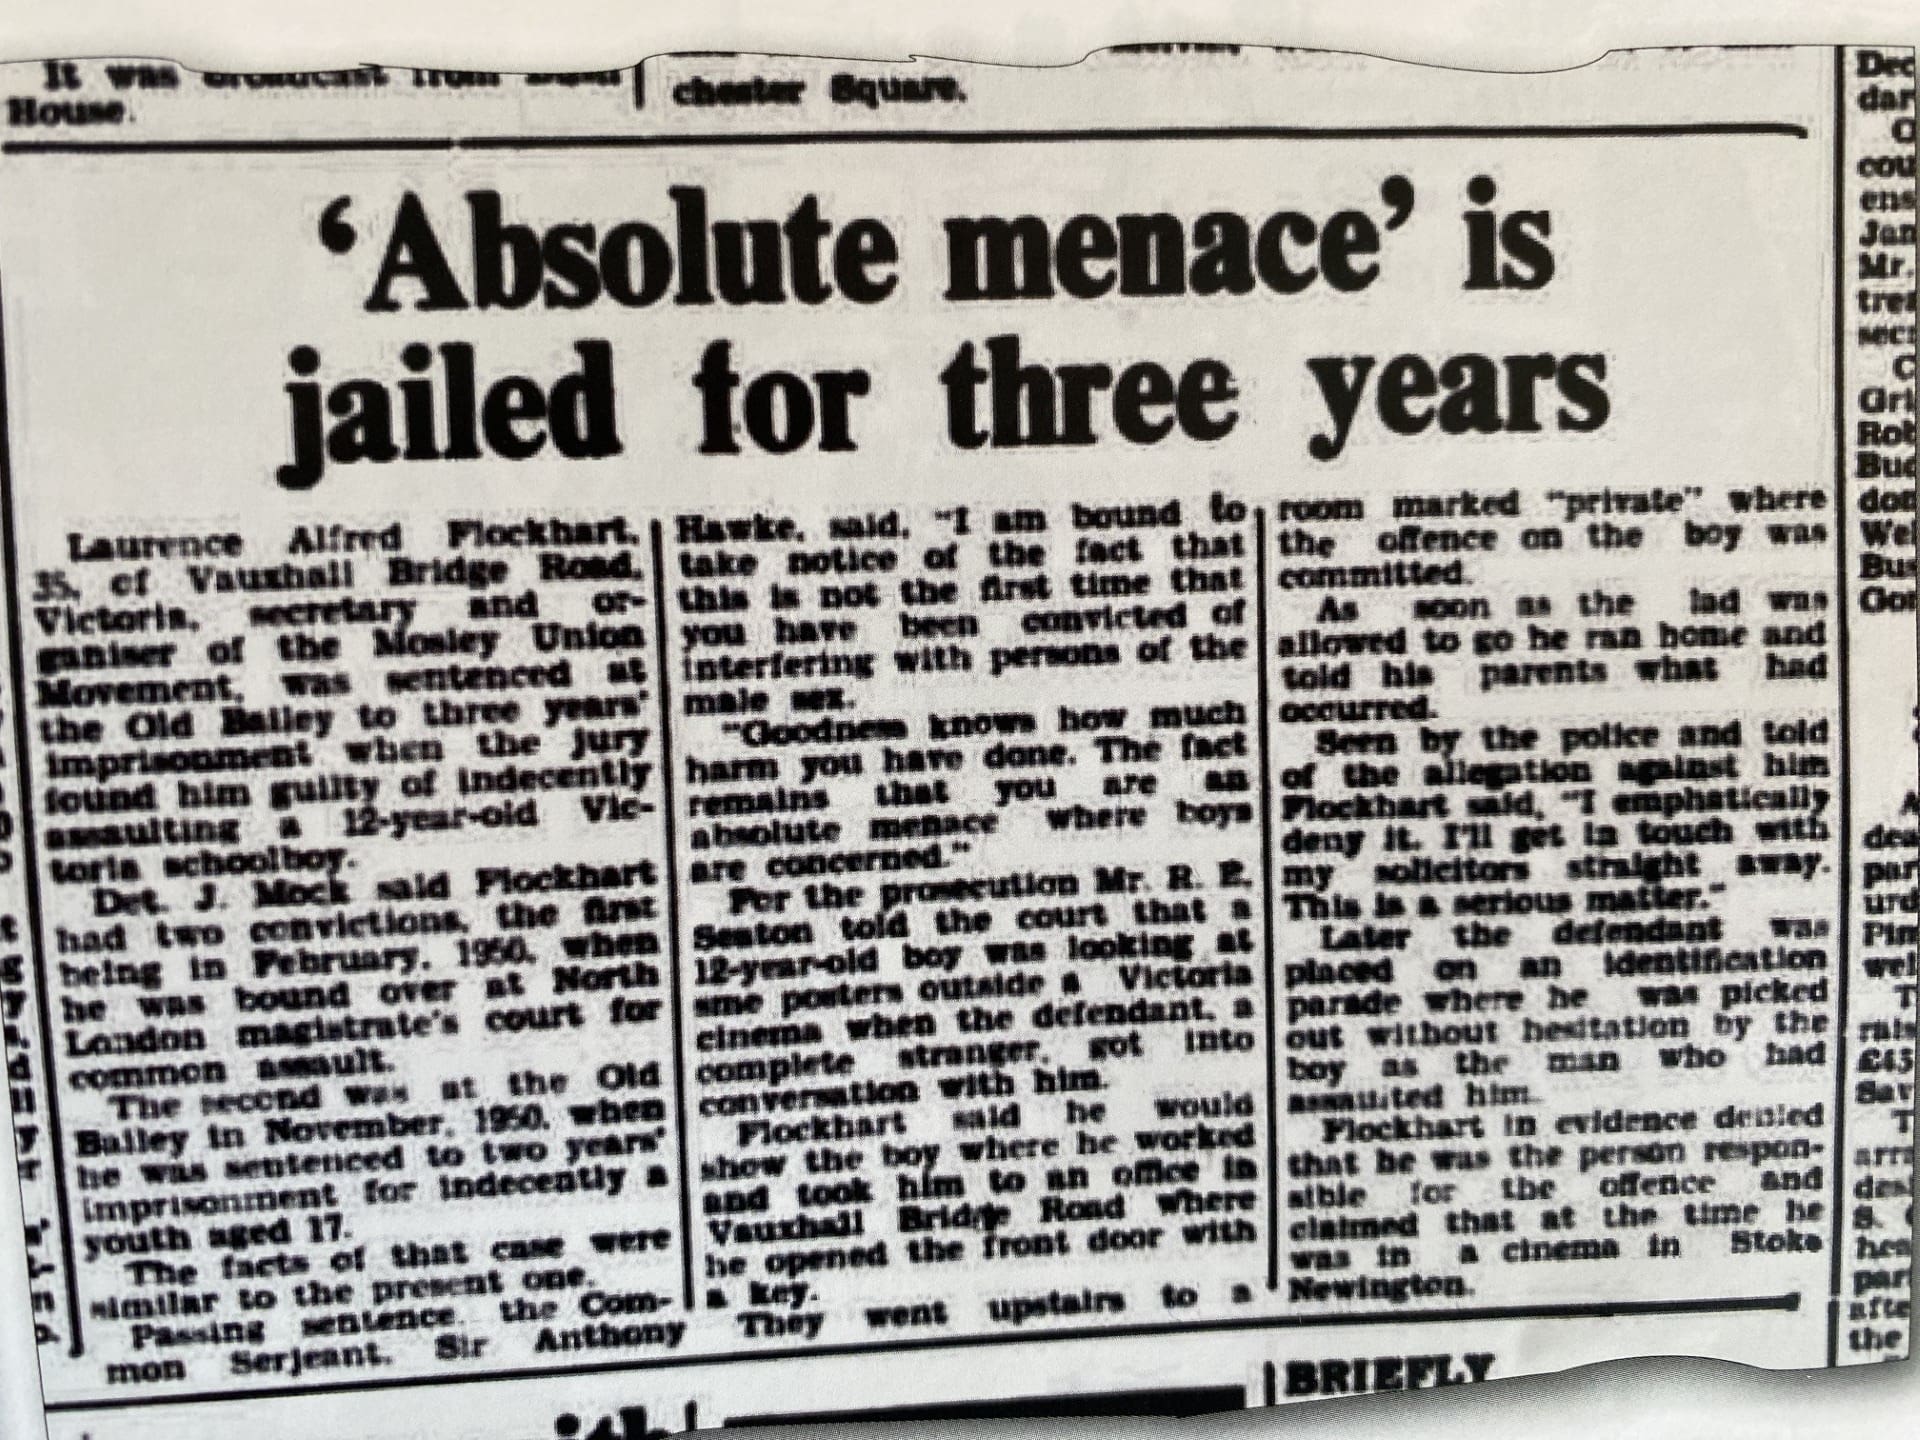 House.
chester Square.
'Absolute menace' is
jailed for three years
Laurence Alfred Flockhart,
35, of Vauxhall Bridge Road,
Victoria, secretary and or-
ganiser of the Mosley Union
Movement, was sentenced at
the Old Bailey to three years'
imprisonment when the jury
found him guilty of indecently
assaulting a 12-year-old Vic-
toria schoolboy.
Det. J. Mock said Flockhart
had two convictions, the first
being in February, 1950, when
he was bound over at North
London magistrate's court for
common assault.
The second was at the Old
Bailey in November, 1950, when
he was sentenced to two years'
imprisonment for indecently a
youth aged 17.
The facts of that case were
similar to the present one.
Passing sentence, the Com-
mon Serjeant, Sir Anthony
Hawke, said, "I am bound to
take notice of the fact that
this is not the first time that
you have been convicted of
interfering with persons of the
male sex.
"Goodness knows how much
harm you have done. The fact
remains that you are an
absolute menace where boys
are concerned."
For the prosecution Mr. R. E.
Seaton told the court that a
12-year-old boy was looking at
sme posters outside a Victoria
cinema when the defendant, a
complete stranger, got into
conversation with him.
Flockhart said he would
show the boy where he worked
and took him to an office in
Vauxhall Bridge Road where
he opened the front door with
a key.
They went upstairs to a
room marked "private" where
the offence on the boy was
committed.
As soon as the lad was
allowed to go he ran home and
told his parents what had
occurred.
Seen by the police and told
of the allegation against him
Flockhart said, "I emphatically
deny it. I'll get in touch with
my solicitors straight away.
This is a serious matter."
Later the defendant was
placed on an identification
parade where he was picked
out without hesitation by the
boy as the man who had
assaulted him.
Flockhart in evidence denied
that he was the person respon-
sible for the offence and
claimed that at the time he
was in a cinema in Stoke
Newington.
BRIEFLY